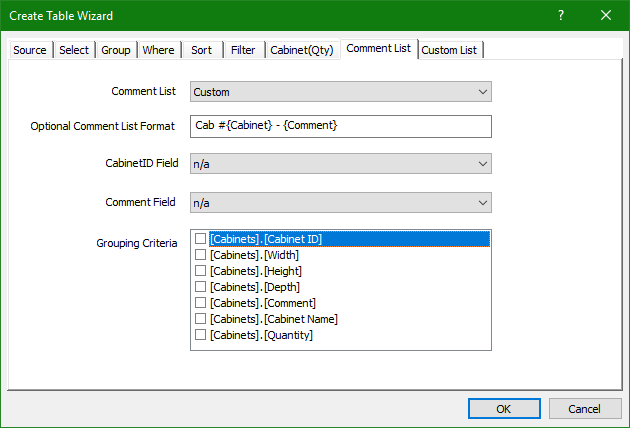 Create Table Wizard
?
Source Select Group Where Sort Filter Cabinet(Qty) Comment List Custom List
Comment List Custom
Optional Comment List Format Cab #{Cabinet} - {Comment}
CabinetID Field n/a
Comment Field n/a
Grouping Criteria
[Cabinets].[Cabinet ID]
[Cabinets].[Width]
[Cabinets].[Height]
[Cabinets].[Depth]
[Cabinets].[Comment]
[Cabinets].[Cabinet Name]
[Cabinets].[Quantity]
OK Cancel